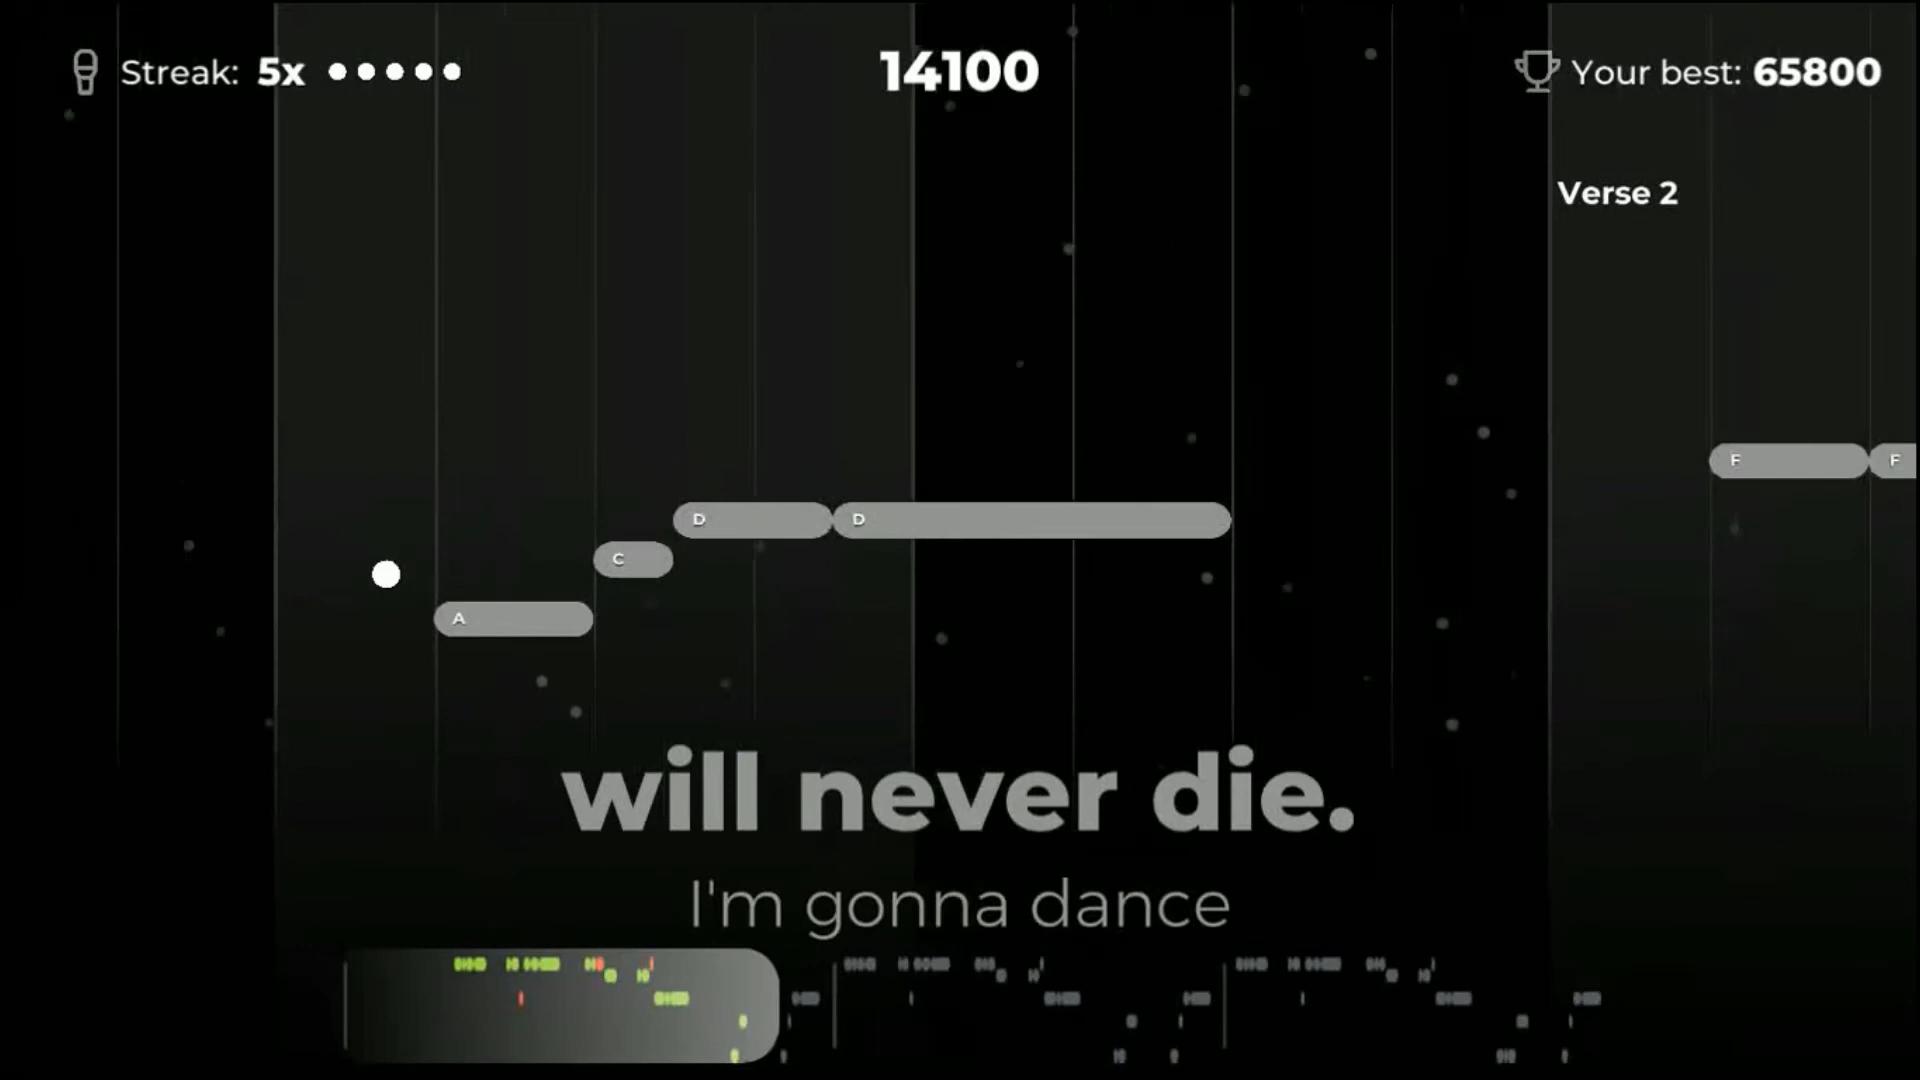 Streak: 5x
14100
Your best: 65800
Verse 2
F F
D D
C
A
will never die.
I'm gonna dance